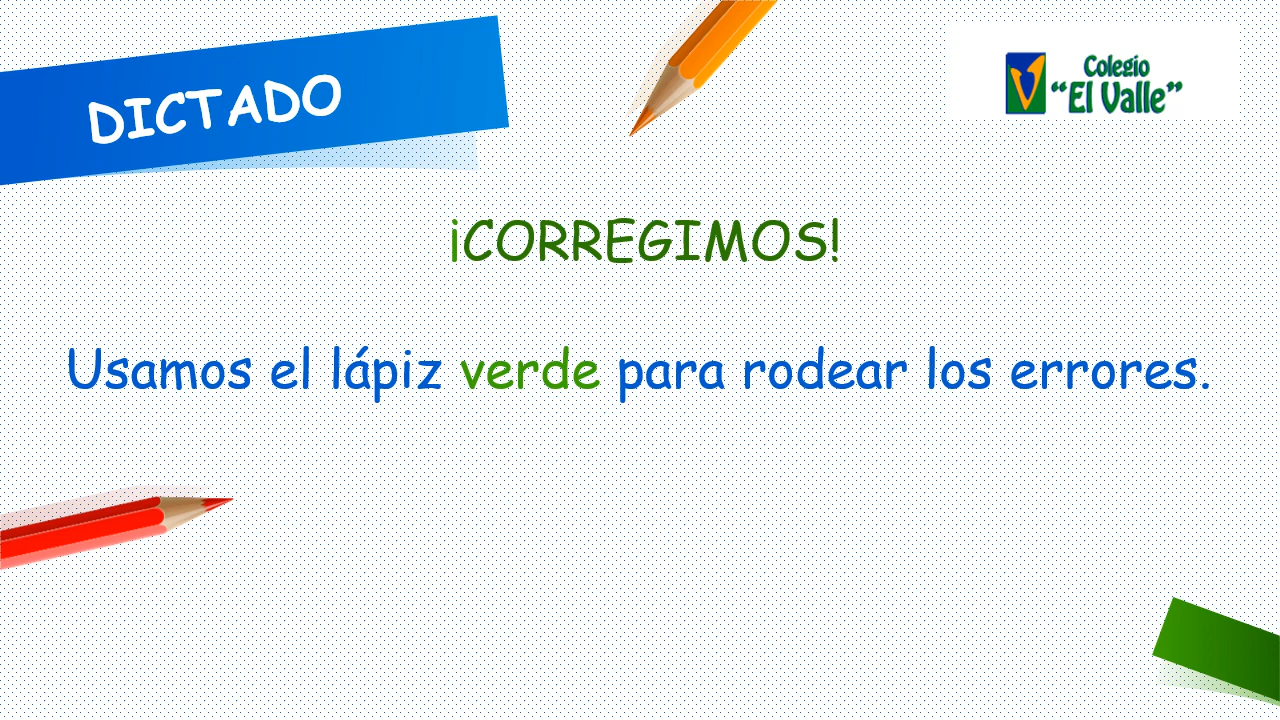 DICTADO
Colegio
“El Valle”
¡CORREGIMOS!
Usamos el lápiz verde para rodear los errores.